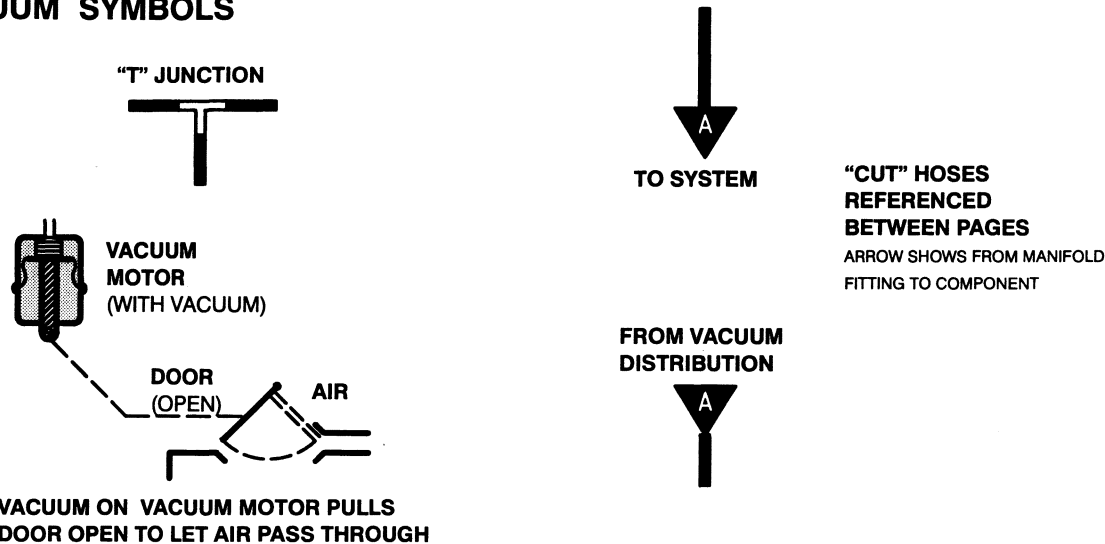 SYMBOLS
"T" JUNCTION
VACUUM
MOTOR
(WITH VACUUM)
DOOR
(OPEN)
AIR
VACUUM ON VACUUM MOTOR PULLS
DOOR OPEN TO LET AIR PASS THROUGH
A
TO SYSTEM
"CUT" HOSES
REFERENCED
BETWEEN PAGES
ARROW SHOWS FROM MANIFOLD
FITTING TO COMPONENT
FROM VACUUM
DISTRIBUTION
A